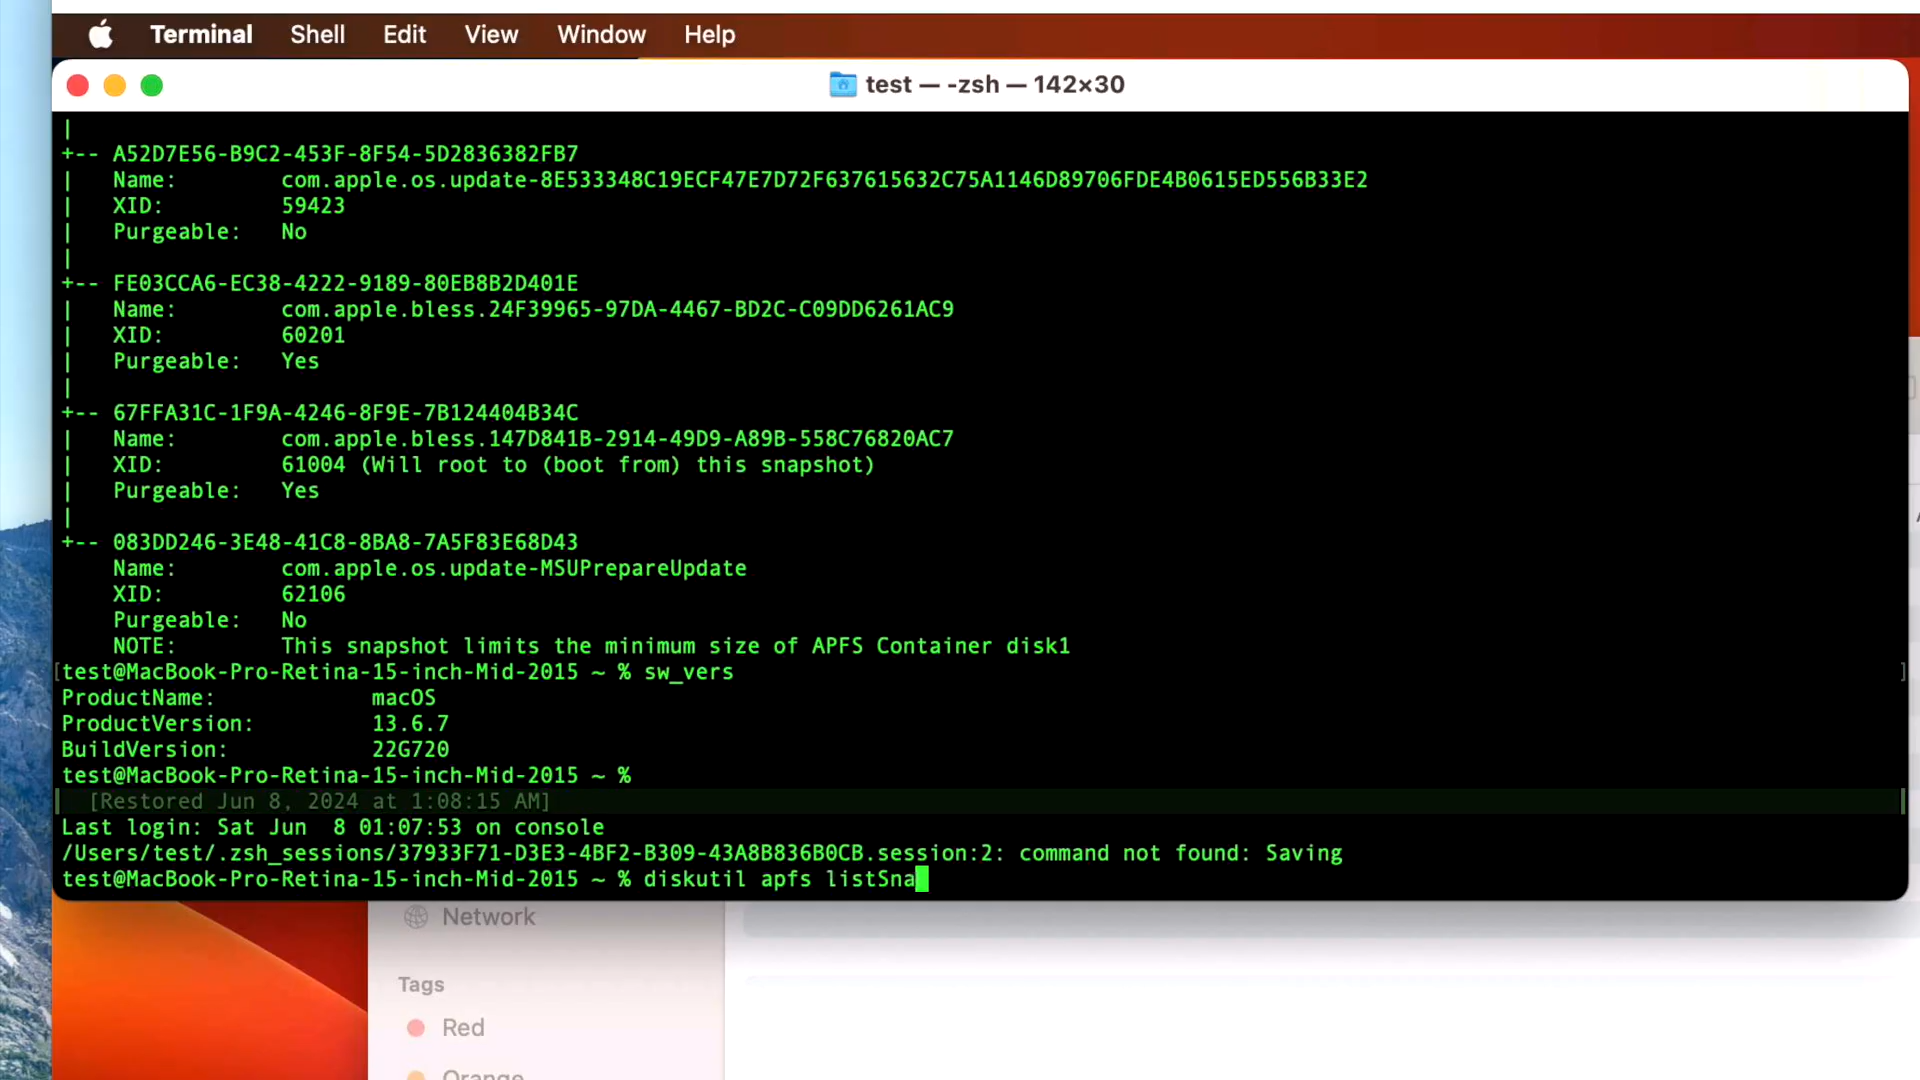 Terminal Shell Edit View Window Help
test — -zsh — 142×30
|
+-- A52D7E56-B9C2-453F-8F54-5D2836382FB7
|   Name:        com.apple.os.update-8E533348C19ECF47E7D72F637615632C75A1146D89706FDE4B0615ED556B33E2
|   XID:         59423
|   Purgeable:   No
|
+-- FE03CCA6-EC38-4222-9189-80EB8B2D401E
|   Name:        com.apple.bless.24F39965-97DA-4467-BD2C-C09DD6261AC9
|   XID:         60201
|   Purgeable:   Yes
|
+-- 67FFA31C-1F9A-4246-8F9E-7B124404B34C
|   Name:        com.apple.bless.147D841B-2914-49D9-A89B-558C76820AC7
|   XID:         61004 (Will root to (boot from) this snapshot)
|   Purgeable:   Yes
|
+-- 083DD246-3E48-41C8-8BA8-7A5F83E68D43
    Name:        com.apple.os.update-MSUPrepareUpdate
    XID:         62106
    Purgeable:   No
    NOTE:        This snapshot limits the minimum size of APFS Container disk1
[test@MacBook-Pro-Retina-15-inch-Mid-2015 ~ % sw_vers ]
ProductName:            macOS
ProductVersion:         13.6.7
BuildVersion:           22G720
test@MacBook-Pro-Retina-15-inch-Mid-2015 ~ %
[Restored Jun 8, 2024 at 1:08:15 AM]
Last login: Sat Jun  8 01:07:53 on console
/Users/test/.zsh_sessions/37933F71-D3E3-4BF2-B309-43A8B836B0CB.session:2: command not found: Saving
test@MacBook-Pro-Retina-15-inch-Mid-2015 ~ % diskutil apfs listSna
Network
Tags
Red
Orange